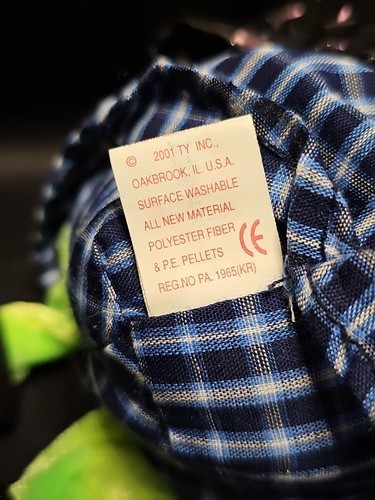 © 2001 TY INC.,
OAKBROOK, IL. U.S.A.
SURFACE WASHABLE
ALL NEW MATERIAL
POLYESTER FIBER
& P.E. PELLETS CE
REG.NO PA. 1965(KR)